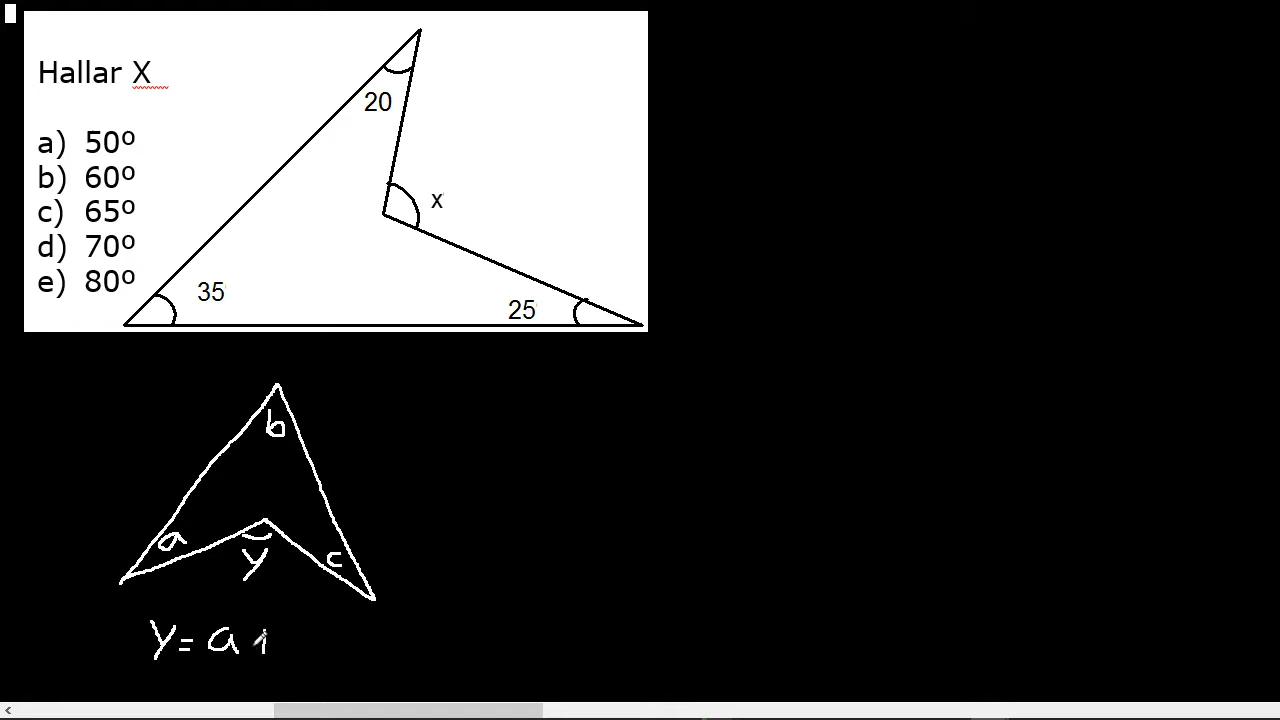 Hallar X
a) 50º
b) 60º
c) 65º
d) 70º
e) 80º
20
x
35
25
b
a
y
c
y = a